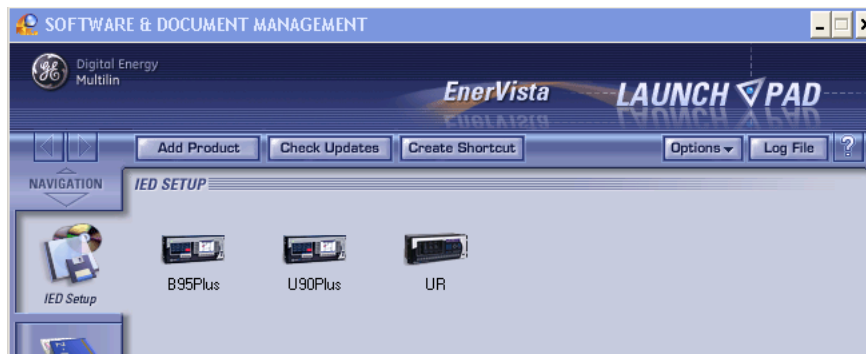 SOFTWARE & DOCUMENT MANAGEMENT
GE
Digital Energy
Multilin
EnerVista LAUNCH PAD
Add Product Check Updates Create Shortcut Options Log File ?
NAVIGATION IED SETUP
B95Plus U90Plus UR
IED Setup